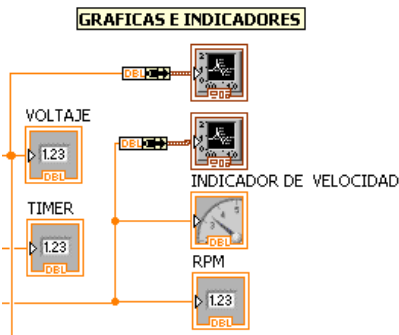 GRAFICAS E INDICADORES
DBL
VOLTAJE
1.23
DBL
DBL
INDICADOR DE VELOCIDAD
TIMER
1.23
DBL
DBL
RPM
1.23
DBL